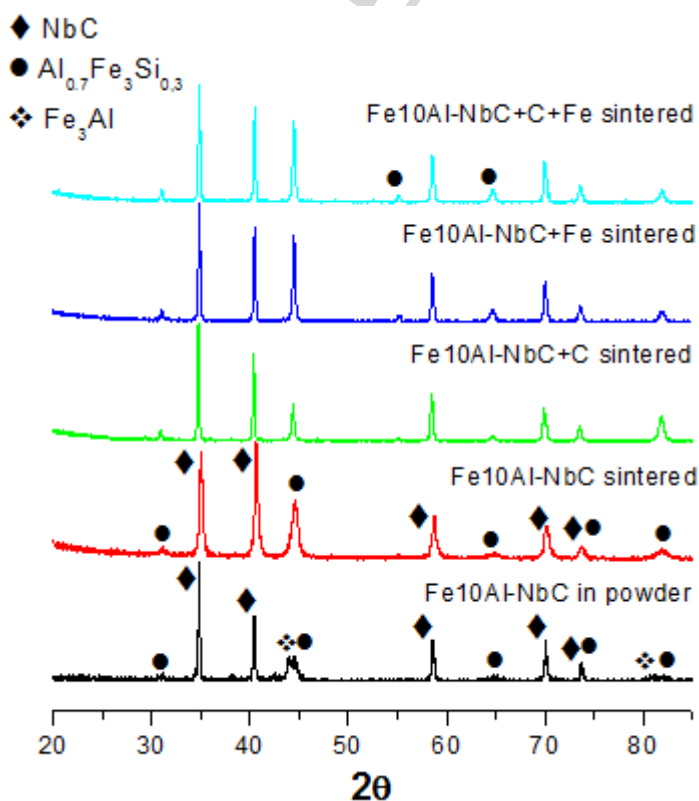 ♦ NbC
● Al0.7Fe3Si0,3
❖ Fe3Al
Fe10Al-NbC+C+Fe sintered
Fe10Al-NbC+Fe sintered
Fe10Al-NbC+C sintered
Fe10Al-NbC sintered
Fe10Al-NbC in powder
20 30 40 50 60 70 80
2θ